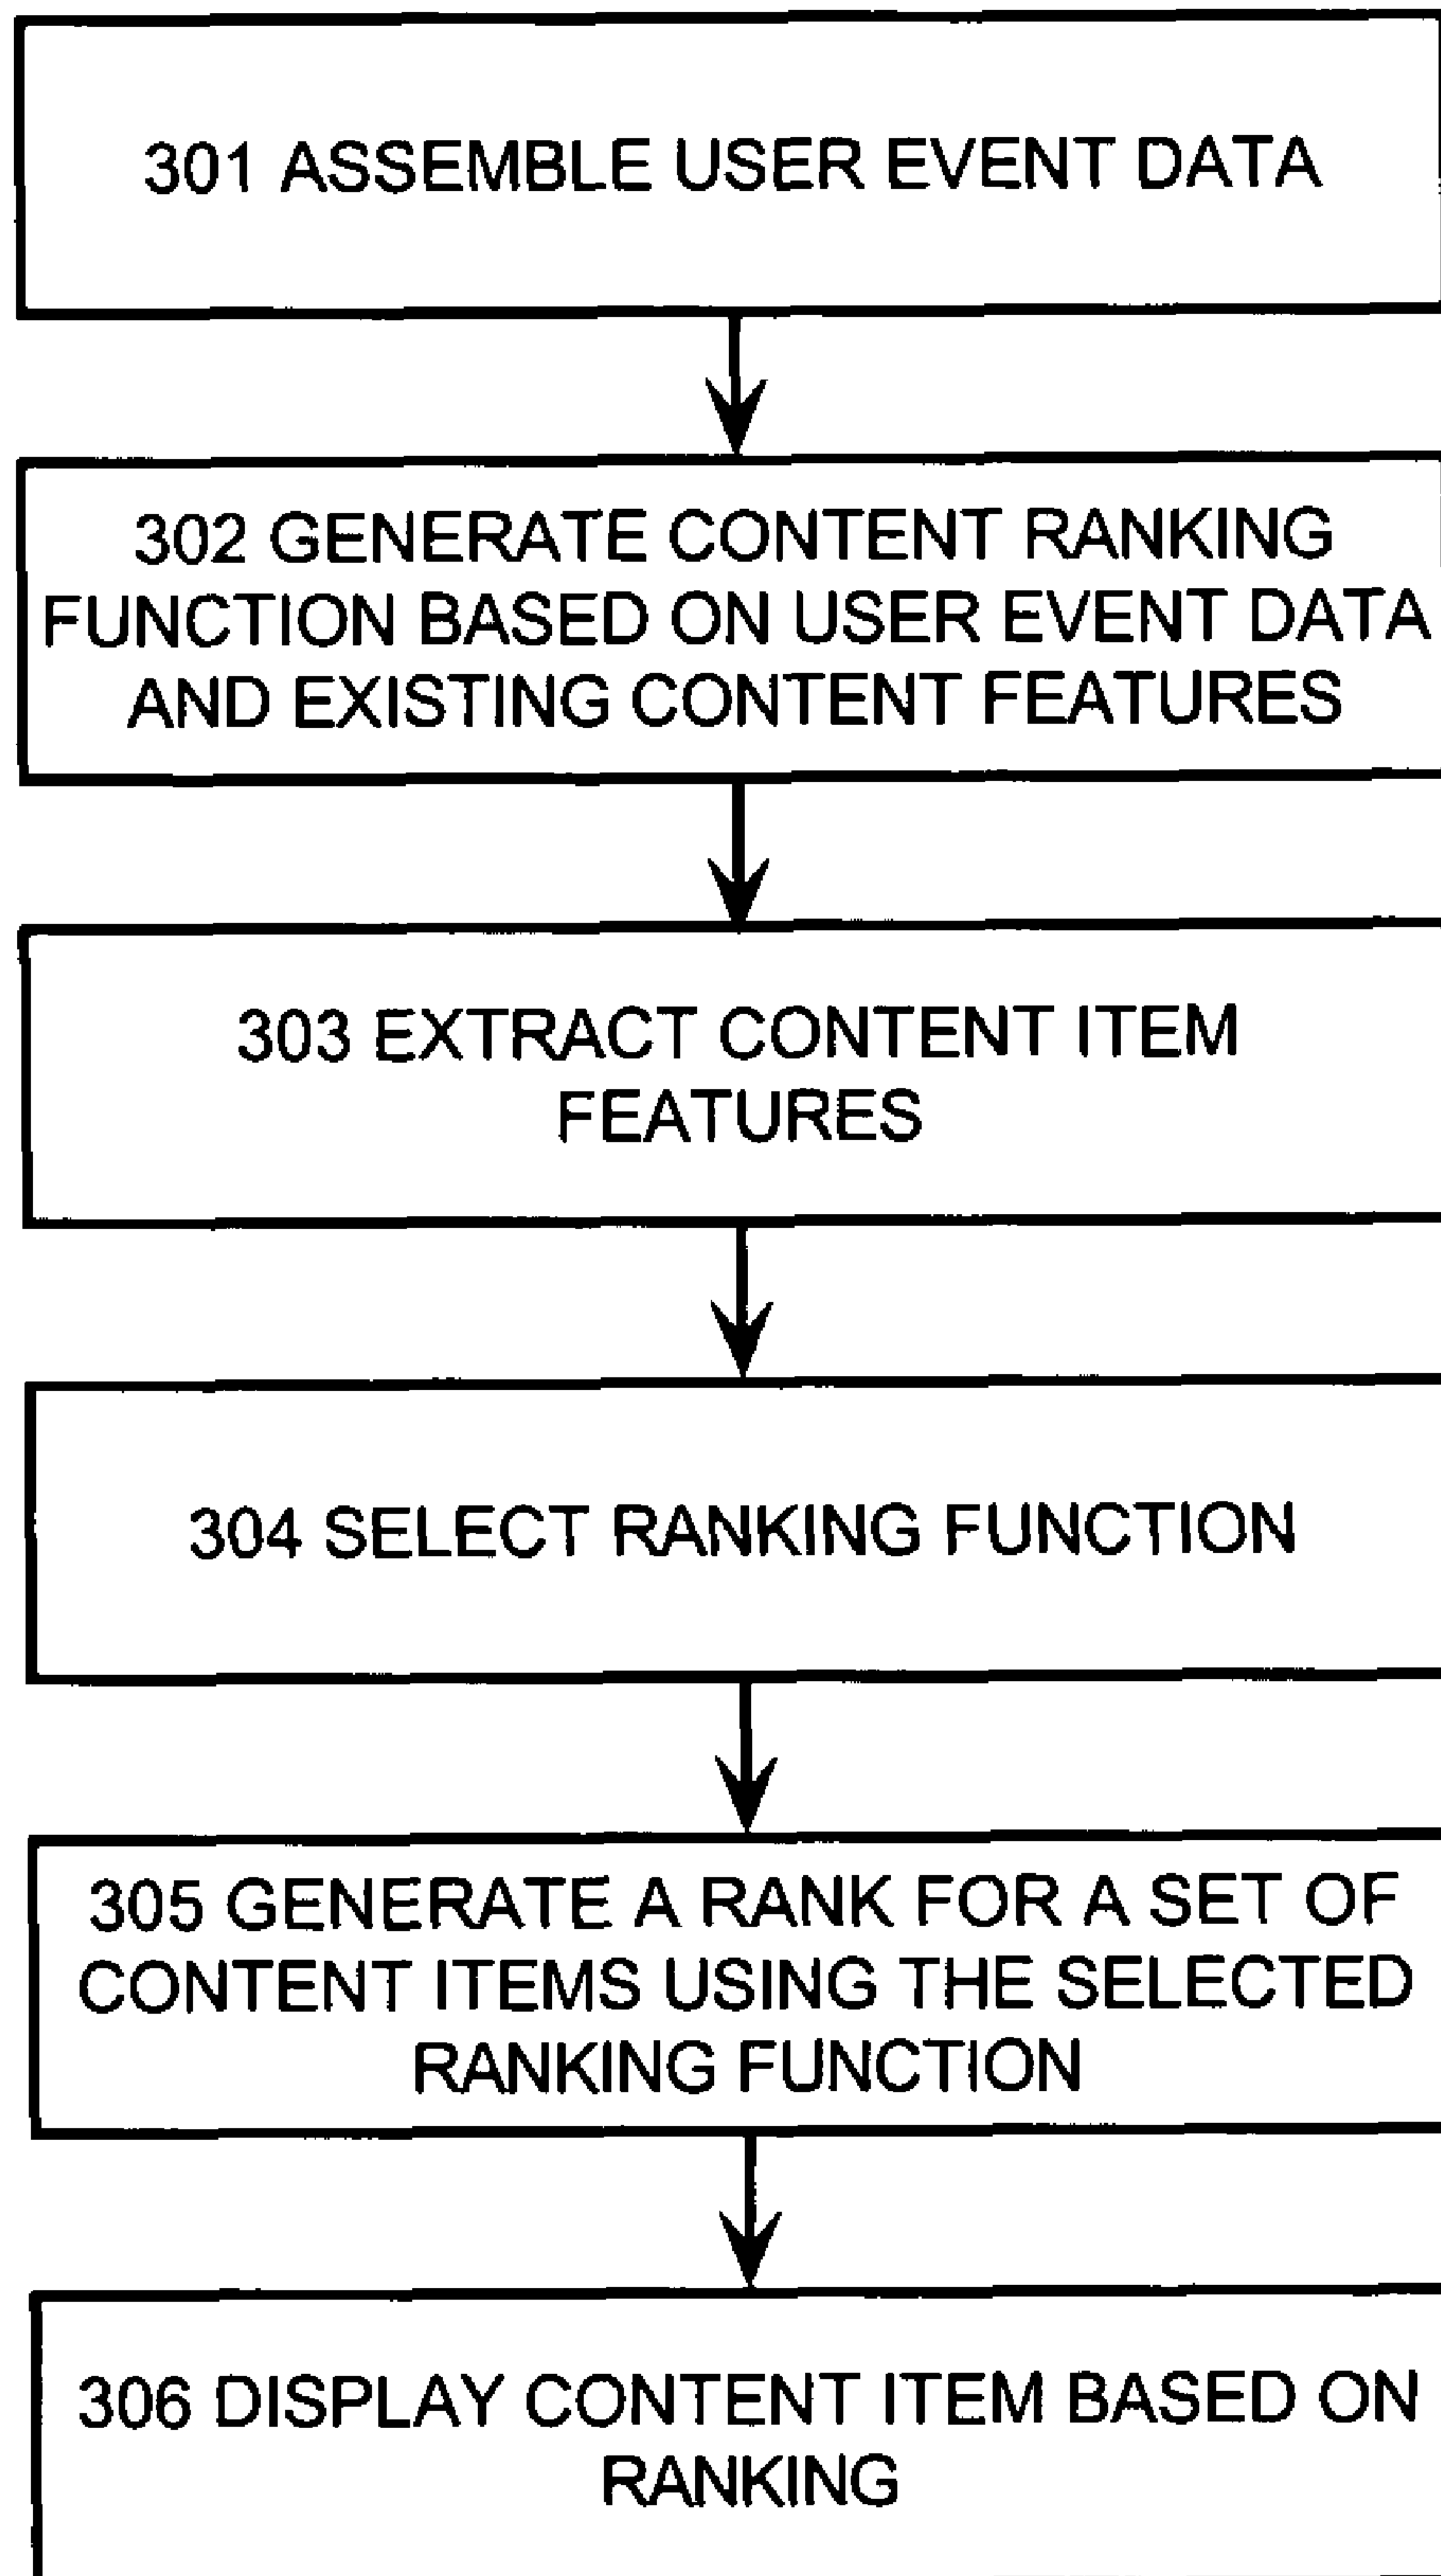 301 ASSEMBLE USER EVENT DATA
302 GENERATE CONTENT RANKING
FUNCTION BASED ON USER EVENT DATA
AND EXISTING CONTENT FEATURES
303 EXTRACT CONTENT ITEM
FEATURES
304 SELECT RANKING FUNCTION
305 GENERATE A RANK FOR A SET OF
CONTENT ITEMS USING THE SELECTED
RANKING FUNCTION
306 DISPLAY CONTENT ITEM BASED ON
RANKING